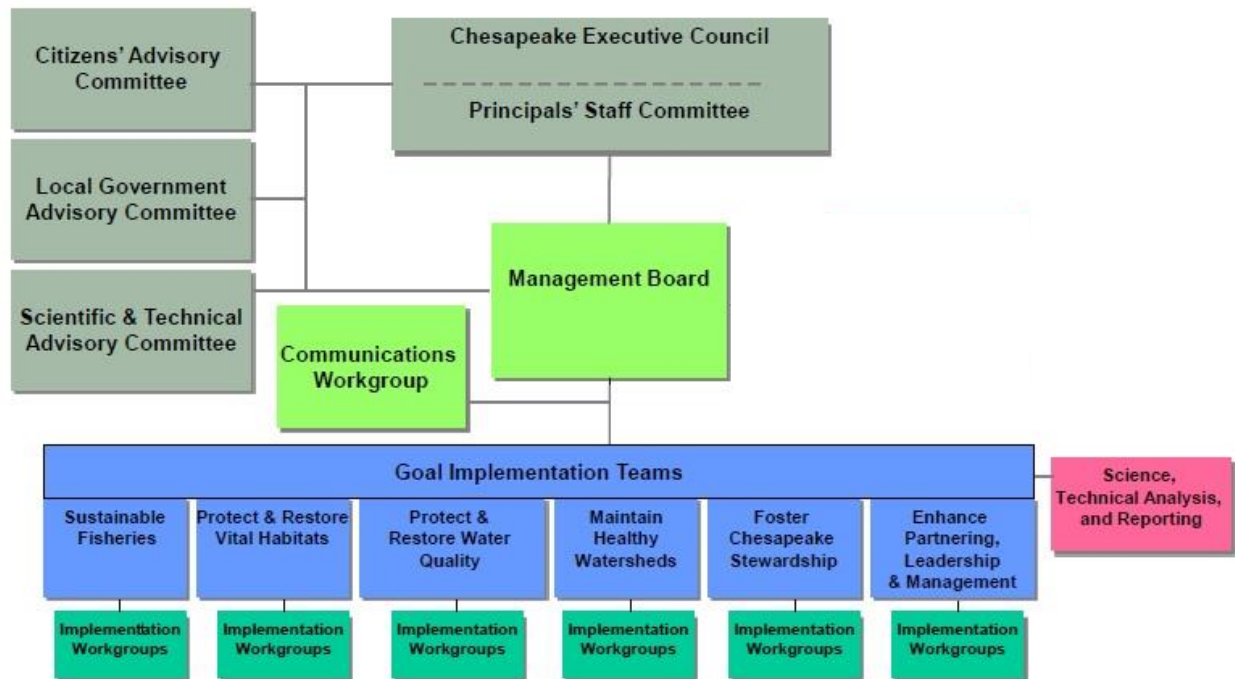 Citizens' Advisory
Committee
Chesapeake Executive Council
Principals' Staff Committee
Local Government
Advisory Committee
Scientific & Technical
Advisory Committee
Management Board
Communications
Workgroup
Goal Implementation Teams
Science,
Technical Analysis,
and Reporting
Sustainable
Fisheries
Protect & Restore
Vital Habitats
Protect &
Restore Water
Quality
Maintain
Healthy
Watersheds
Foster
Chesapeake
Stewardship
Enhance
Partnering,
Leadership
& Management
Implementtation
Workgroups
Implementation
Workgroups
Implementation
Workgroups
Implementation
Workgroups
Implementation
Workgroups
Implementation
Workgroups